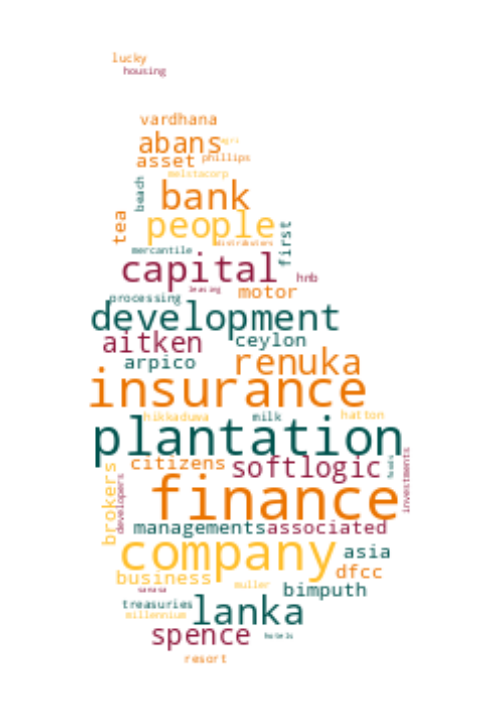 lucky
housing
vardhana
abans
agri
asset phillips
melstacorp
beach
bank
tea
people
distributors
first
mercantile
capital
hnb
leasing
motor
processing
development
aitken
ceylon
arpico
renuka
insurance
hikkaduwa
milk
hatton
plantation
citizens
softlogic
investments
brokers
developers
finance
managements
associated
company
asia
business
dfcc
muller
bimputh
treasuries
lanka
millennium
spence
hotels
resort